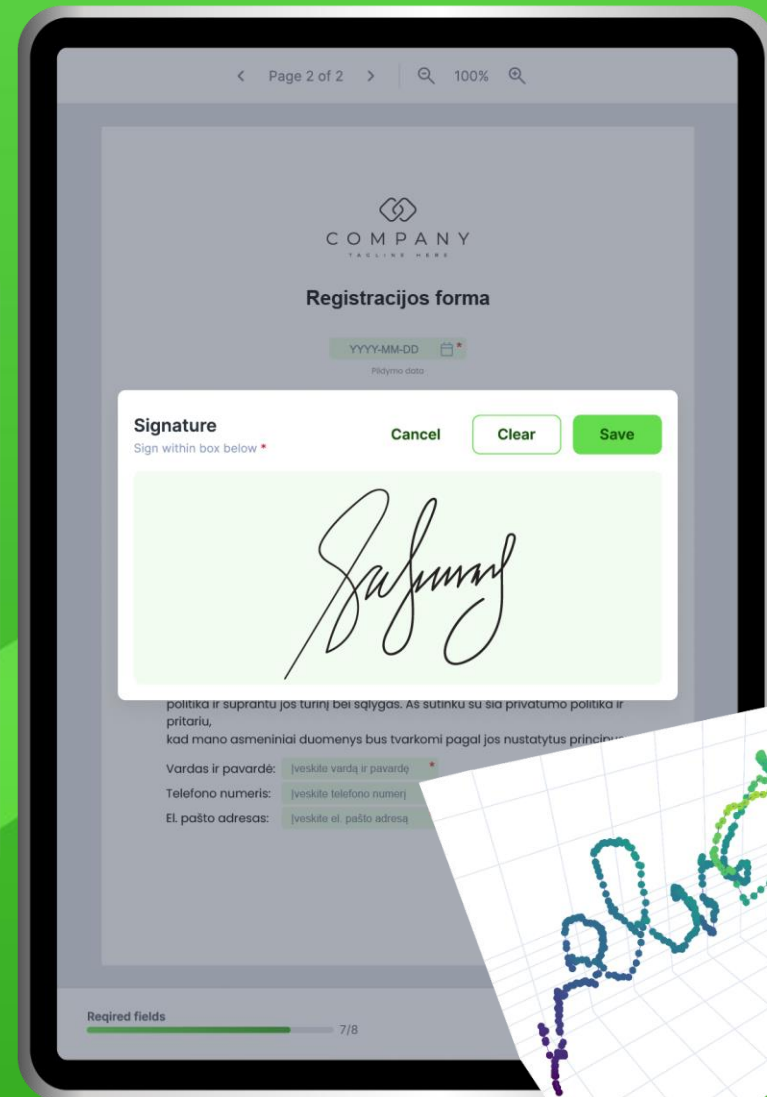 Page 2 of 2
100%
COMPANY
TAGLINE HERE
Registracijos forma
YYYY-MM-DD *
Pildymo data
Signature
Cancel
Clear
Save
Sign within box below *
politika ir suprantu jos turinį bei sąlygas. Aš sutinku su šia privatumo politika ir
pritariu,
kad mano asmeniniai duomenys bus tvarkomi pagal jos nustatytus principus
Vardas ir pavardė: Įveskite vardą ir pavardę *
Telefono numeris: Įveskite telefono numerį
El. pašto adresas: Įveskite el. pašto adresą
Reqired fields
7/8